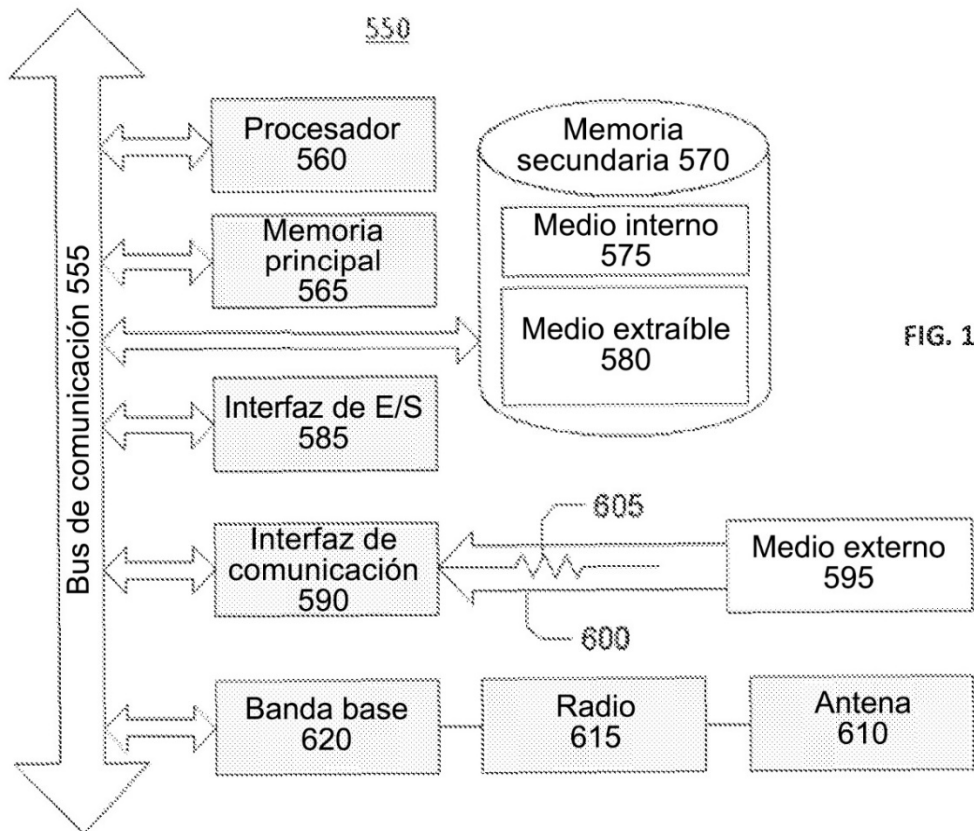 550
Procesador
560
Memoria
secundaria 570
Medio interno
575
Medio extraíble
580
Memoria
principal
565
FIG. 1
Interfaz de E/S
585
Bus de comunicación 555
605
Interfaz de
comunicación
590
Medio externo
595
600
Banda base
620
Radio
615
Antena
610